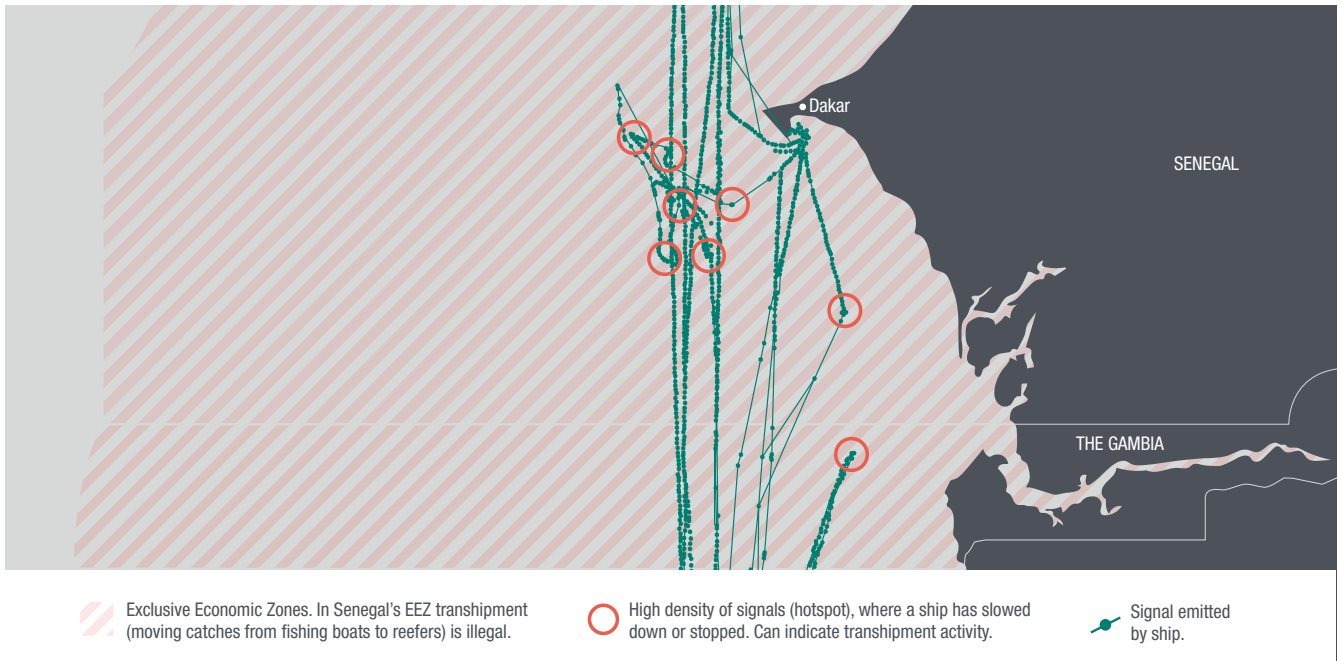 Dakar
SENEGAL
THE GAMBIA
Exclusive Economic Zones. In Senegal's EEZ transhipment
(moving catches from fishing boats to reefers) is illegal.
High density of signals (hotspot), where a ship has slowed
down or stopped. Can indicate transhipment activity.
Signal emitted
by ship.